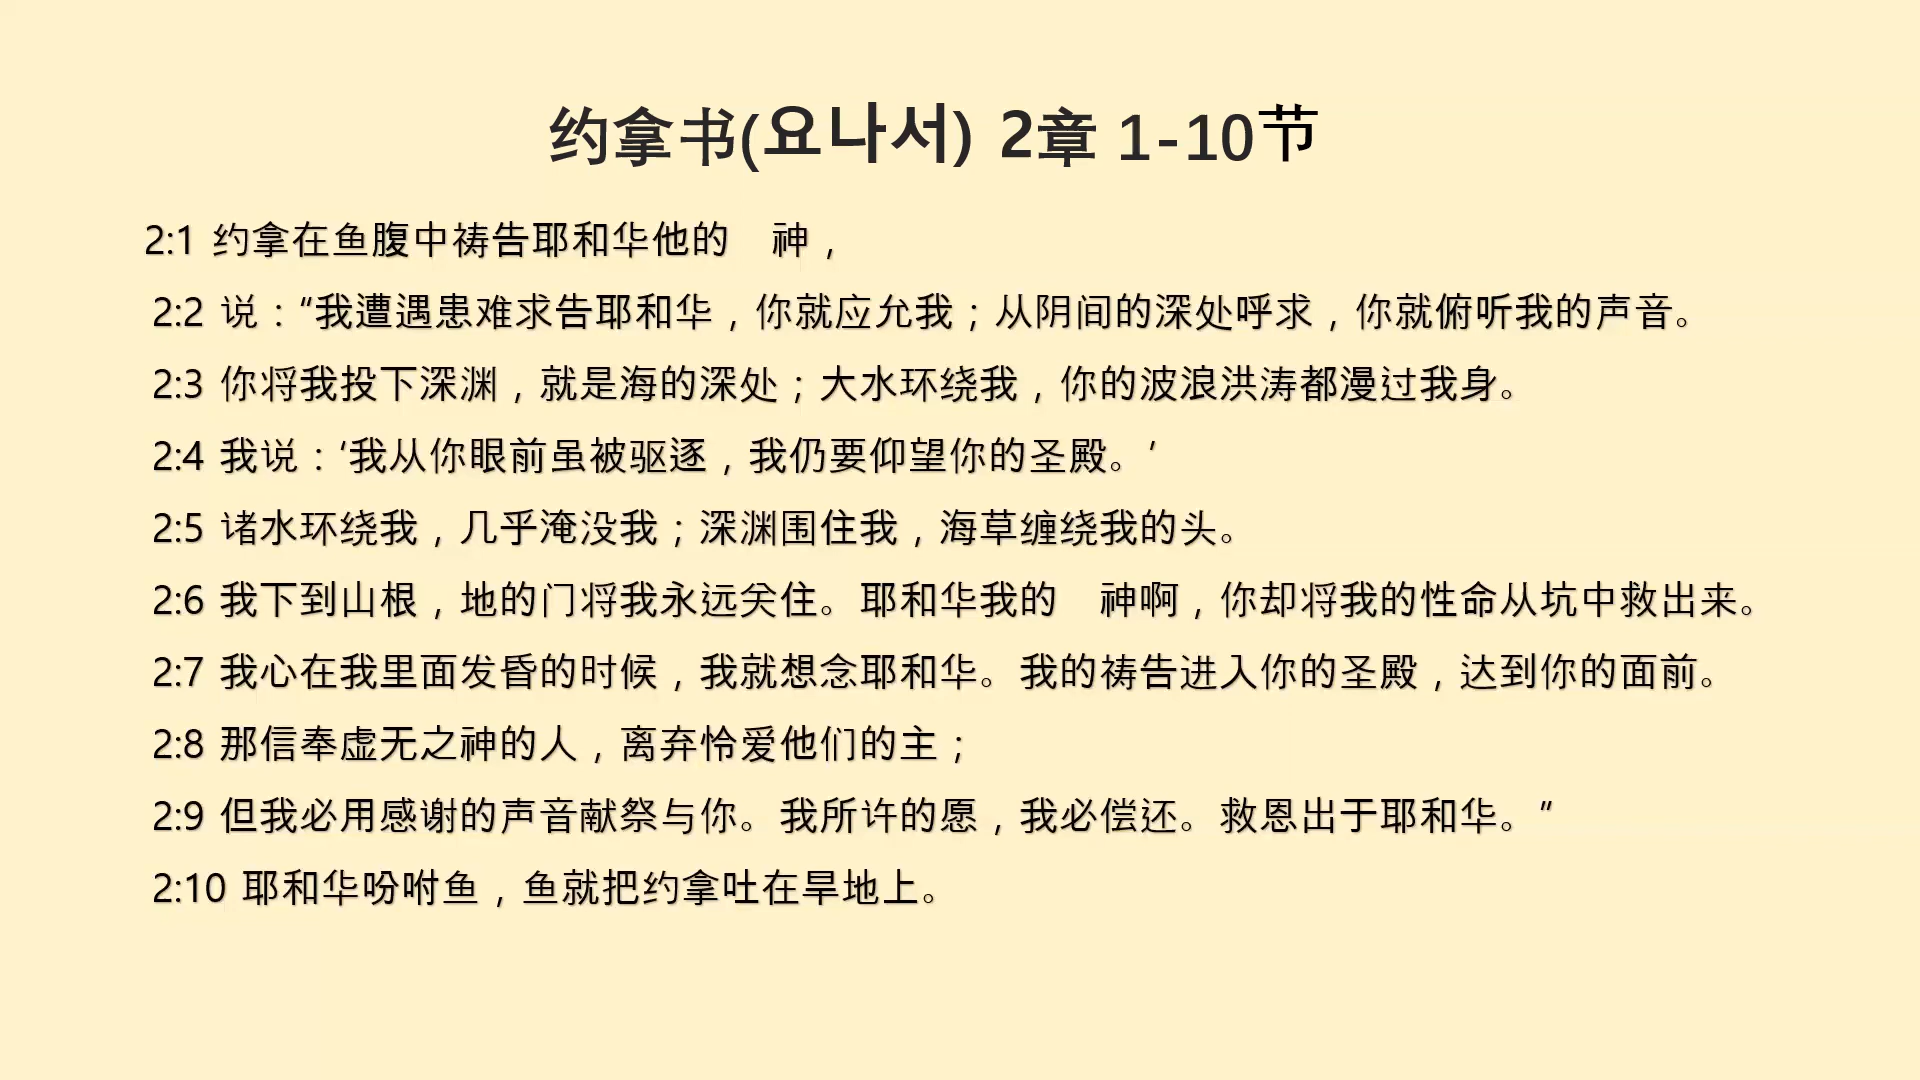 约拿书(요나서) 2章 1-10节
2:1 约拿在鱼腹中祷告耶和华他的　神，
2:2 说：“我遭遇患难求告耶和华，你就应允我；从阴间的深处呼求，你就俯听我的声音。
2:3 你将我投下深渊，就是海的深处；大水环绕我，你的波浪洪涛都漫过我身。
2:4 我说：‘我从你眼前虽被驱逐，我仍要仰望你的圣殿。’
2:5 诸水环绕我，几乎淹没我；深渊围住我，海草缠绕我的头。
2:6 我下到山根，地的门将我永远关住。耶和华我的　神啊，你却将我的性命从坑中救出来。
2:7 我心在我里面发昏的时候，我就想念耶和华。我的祷告进入你的圣殿，达到你的面前。
2:8 那信奉虚无之神的人，离弃怜爱他们的主；
2:9 但我必用感谢的声音献祭与你。我所许的愿，我必偿还。救恩出于耶和华。”
2:10 耶和华吩咐鱼，鱼就把约拿吐在旱地上。